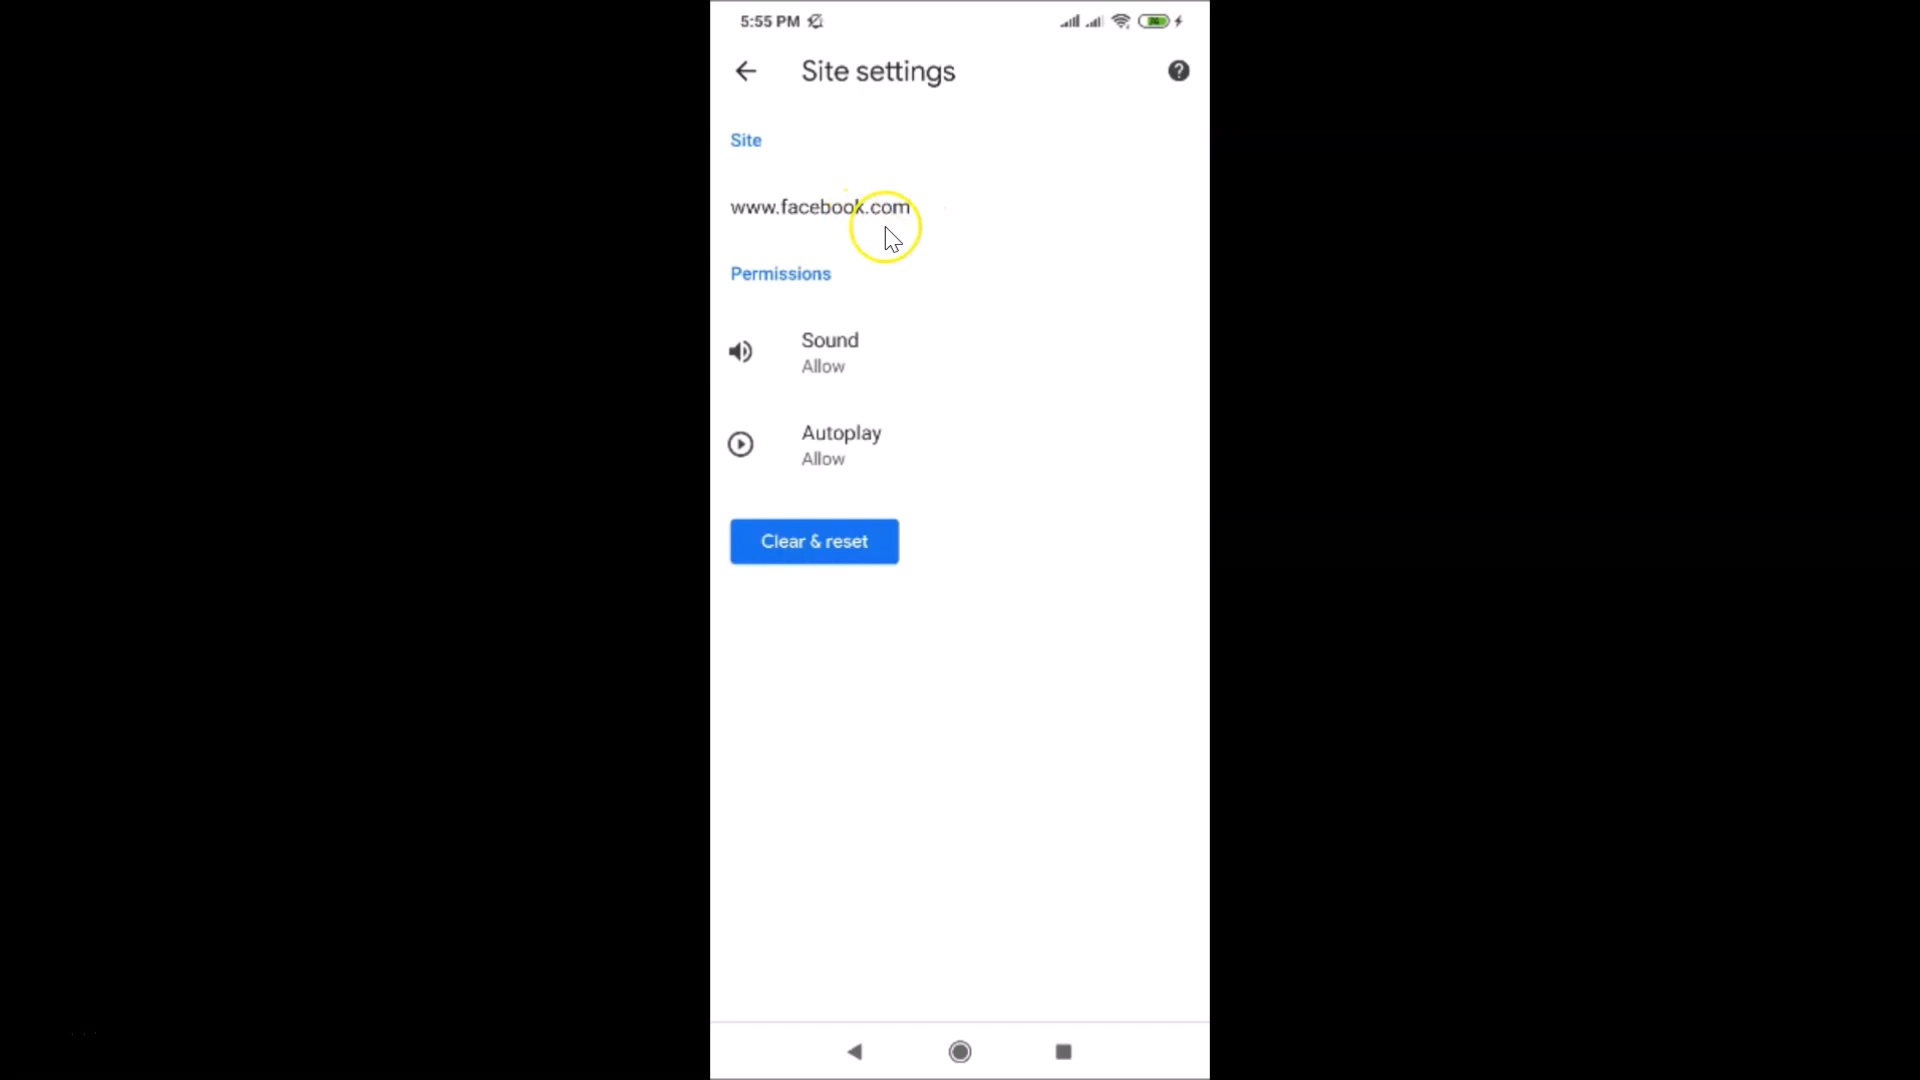 5:55 PM
Site settings
Site
www.facebook.com
Permissions
Sound
Allow
Autoplay
Allow
Clear & reset